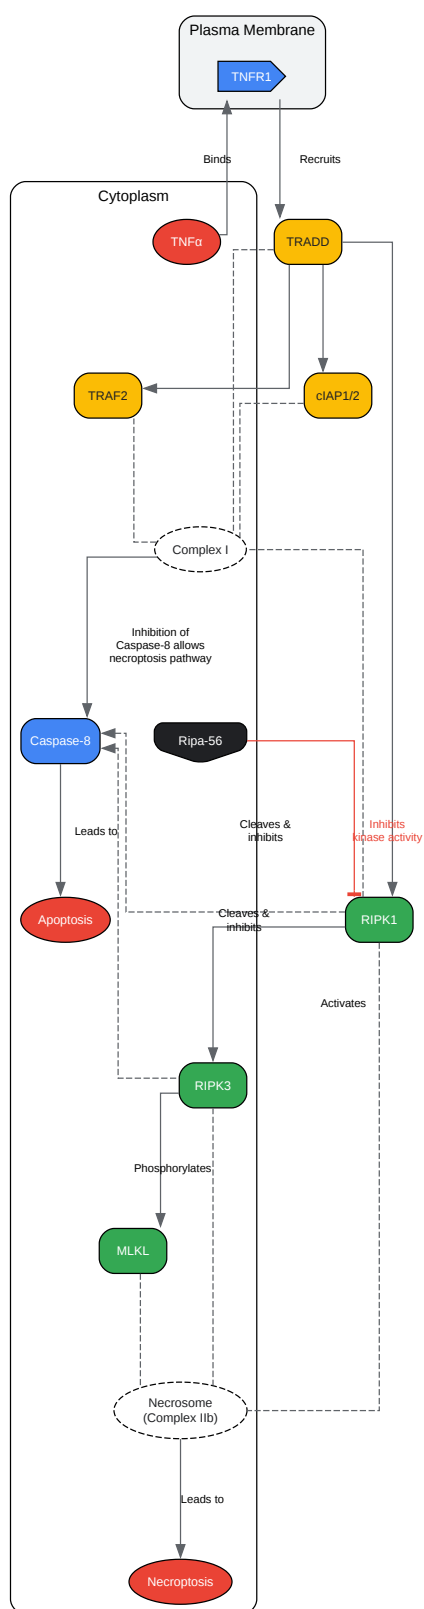 Plasma Membrane
TNFR1
Binds
Recruits
Cytoplasm
TNFα
TRADD
TRAF2
cIAP1/2
Complex I
Inhibition of
Caspase-8 allows
necroptosis pathway
Caspase-8
Ripa-56
Leads to
Cleaves &
inhibits
Inhibits
kinase activity
Apoptosis
Cleaves &
inhibits
RIPK1
Activates
RIPK3
Phosphorylates
MLKL
Necrosome
(Complex IIb)
Leads to
Necroptosis